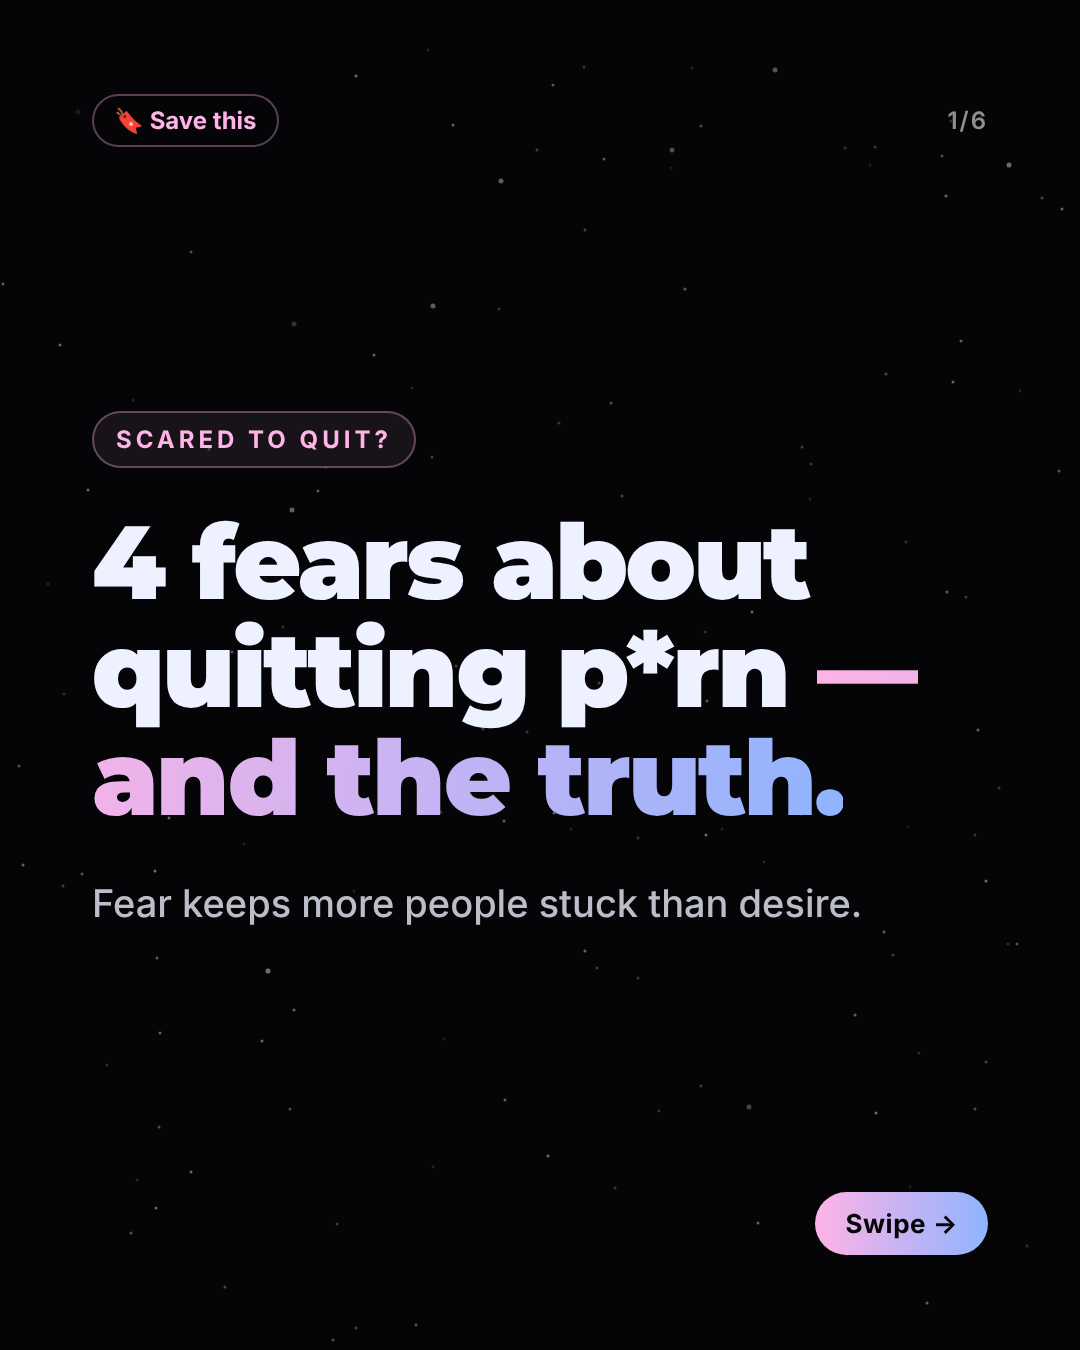 🔖 Save this
1/6
SCARED TO QUIT?
4 fears about
quitting p*rn —
and the truth.
Fear keeps more people stuck than desire.
Swipe →